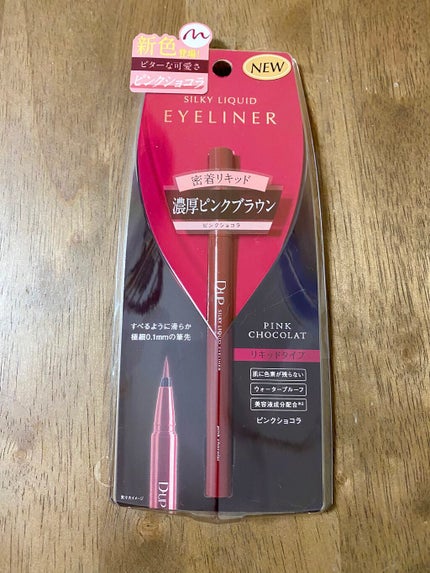 新色登場!
ビターな可愛さ
ピンクショコラ
NEW
SILKY LIQUID
EYELINER
密着リキッド
濃厚ピンクブラウン
ピンクショコラ
D.UP SILKY LIQUID EYELINER
pink chocolat
すべるように滑らか
極細0.1mmの筆先
D.UP
PINK
CHOCOLAT
リキッドタイプ
肌に色素が残らない
ウォータープルーフ
美容液成分配合※2
ピンクショコラ